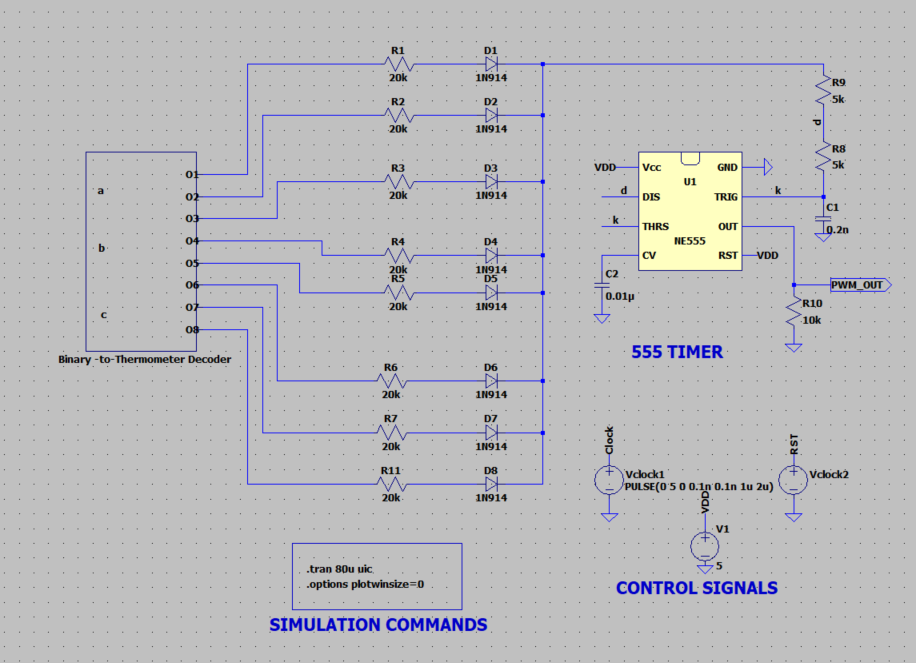 R1
D1
20k
1N914
R2
D2
20k
1N914
R3
D3
20k
1N914
R4
D4
20k
1N914
R5
D5
20k
1N914
R6
D6
20k
1N914
R7
D7
20k
1N914
R11
D8
20k
1N914
a
b
c
O1
O2
O3
O4
O5
O6
O7
O8
Binary -to-Thermometer Decoder
R9
5k
d
R8
5k
k
C1
0.2n
VDD
Vcc
GND
U1
d
DIS
TRIG
k
THRS
OUT
NE555
CV
RST
VDD
C2
0.01µ
PWM_OUT
R10
10k
555 TIMER
Clock
Vclock1
PULSE(0 5 0 0.1n 0.1n 1u 2u)
RST
Vclock2
VDD
V1
5
CONTROL SIGNALS
.tran 80u uic
.options plotwinsize=0
SIMULATION COMMANDS